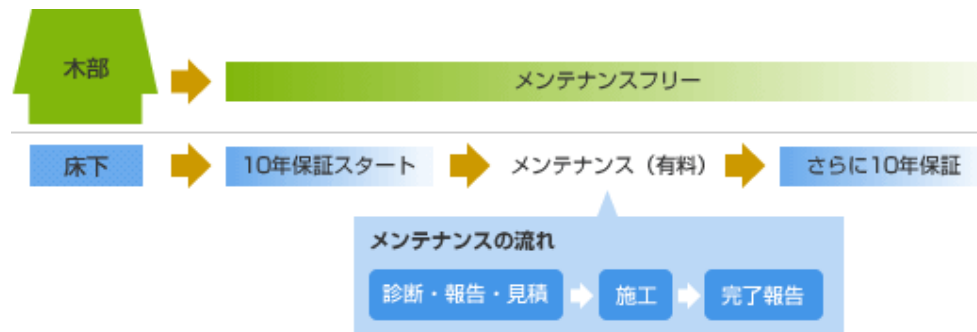 木部
メンテナンスフリー
床下
10年保証スタート
メンテナンス（有料）
さらに10年保証
メンテナンスの流れ
診断・報告・見積
施工
完了報告